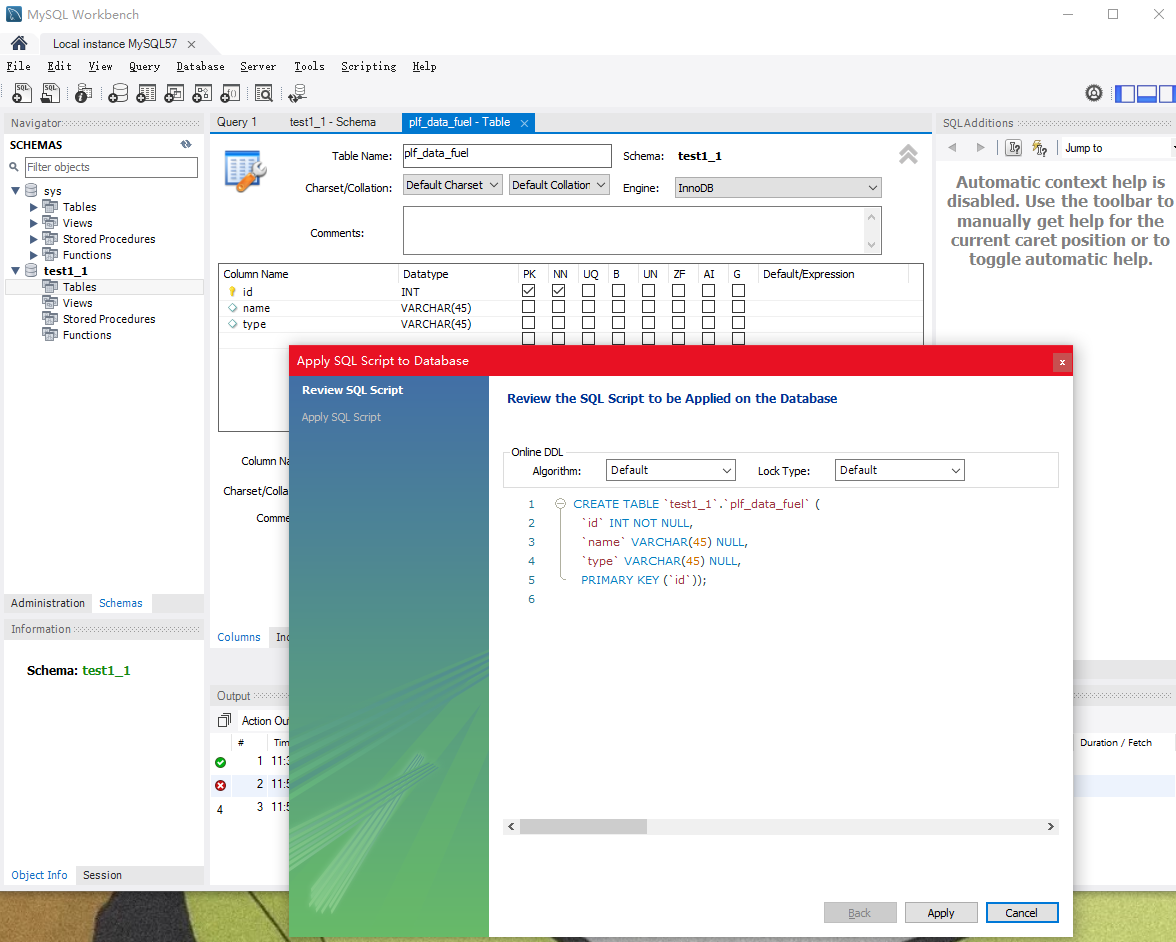 MySQL Workbench
Local instance MySQL57
File Edit View Query Database Server Tools Scripting Help
Navigator
SCHEMAS
Filter objects
sys
Tables
Views
Stored Procedures
Functions
test1_1
Tables
Views
Stored Procedures
Functions
Administration Schemas
Information
Schema: test1_1
Object Info Session
Query 1 test1_1 - Schema plf_data_fuel - Table
Table Name: plf_data_fuel Schema: test1_1
Charset/Collation: Default Charset Default Collation Engine: InnoDB
Comments:
Column Name Datatype PK NN UQ B UN ZF AI G Default/Expression
id INT
name VARCHAR(45)
type VARCHAR(45)
Column Na
Charset/Colla
Comme
Columns Ind
Output
Action Ou
# Tim Duration / Fetch
1 11:3
2 11:5
4 3 11:5
SQLAdditions
Jump to
Automatic context help is
disabled. Use the toolbar to
manually get help for the
current caret position or to
toggle automatic help.
Apply SQL Script to Database
Review SQL Script
Apply SQL Script
Review the SQL Script to be Applied on the Database
Online DDL
Algorithm: Default Lock Type: Default
1 CREATE TABLE `test1_1`.`plf_data_fuel` (
2 `id` INT NOT NULL,
3 `name` VARCHAR(45) NULL,
4 `type` VARCHAR(45) NULL,
5 PRIMARY KEY (`id`));
6
Back Apply Cancel